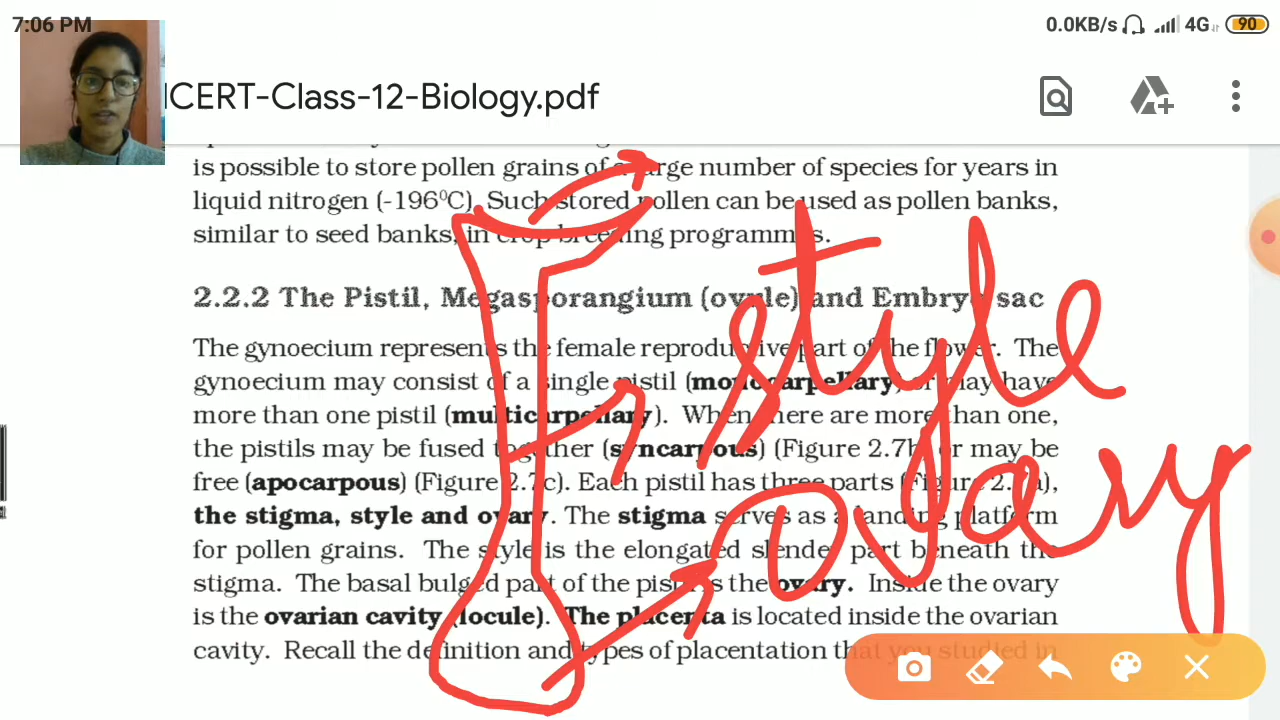 7:06 PM 0.0KB/s 4G 90
ICERT-Class-12-Biology.pdf
is possible to store pollen grains of a large number of species for years in
liquid nitrogen (-196⁰C). Such stored pollen can be used as pollen banks,
similar to seed banks, in crop breeding programmes.
2.2.2 The Pistil, Megasporangium (ovule) and Embryo sac
The gynoecium represents the female reproductive part of the flower. The
gynoecium may consist of a single pistil (monocarpellary) or may have
more than one pistil (multicarpellary). When there are more than one,
the pistils may be fused together (syncarpous) (Figure 2.7b) or may be
free (apocarpous) (Figure 2.7c). Each pistil has three parts (Figure 2.7a),
the stigma, style and ovary. The stigma serves as a landing platform
for pollen grains. The style is the elongated slender part beneath the
stigma. The basal bulged part of the pistil is the ovary. Inside the ovary
is the ovarian cavity (locule). The placenta is located inside the ovarian
cavity. Recall the definition and types of placentation that you studied in
style
ovary